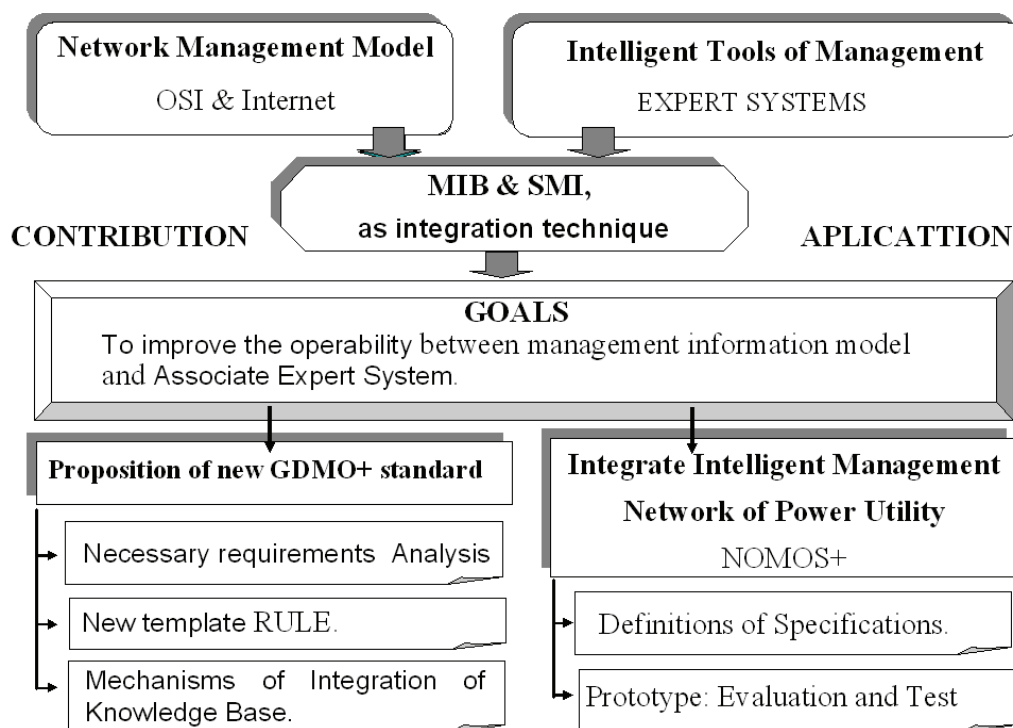 Network Management Model
OSI & Internet
Intelligent Tools of Management
EXPERT SYSTEMS
MIB & SMI,
as integration technique
CONTRIBUTION
APLICATTION
GOALS
To improve the operability between management information model
and Associate Expert System.
Proposition of new GDMO+ standard
Necessary requirements Analysis
New template RULE.
Mechanisms of Integration of
Knowledge Base.
Integrate Intelligent Management
Network of Power Utility
NOMOS+
Definitions of Specifications.
Prototype: Evaluation and Test